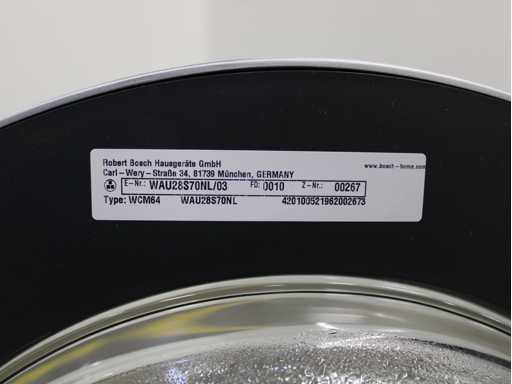 Robert Bosch Hausgeräte GmbH www.bosch-home.com
Carl-Wery-Straße 34, 81739 München, GERMANY
E-Nr.: WAU28S70NL/03 FD: 0010 Z-Nr.: 00267
Type: WCM64 WAU28S70NL 420100521962002673